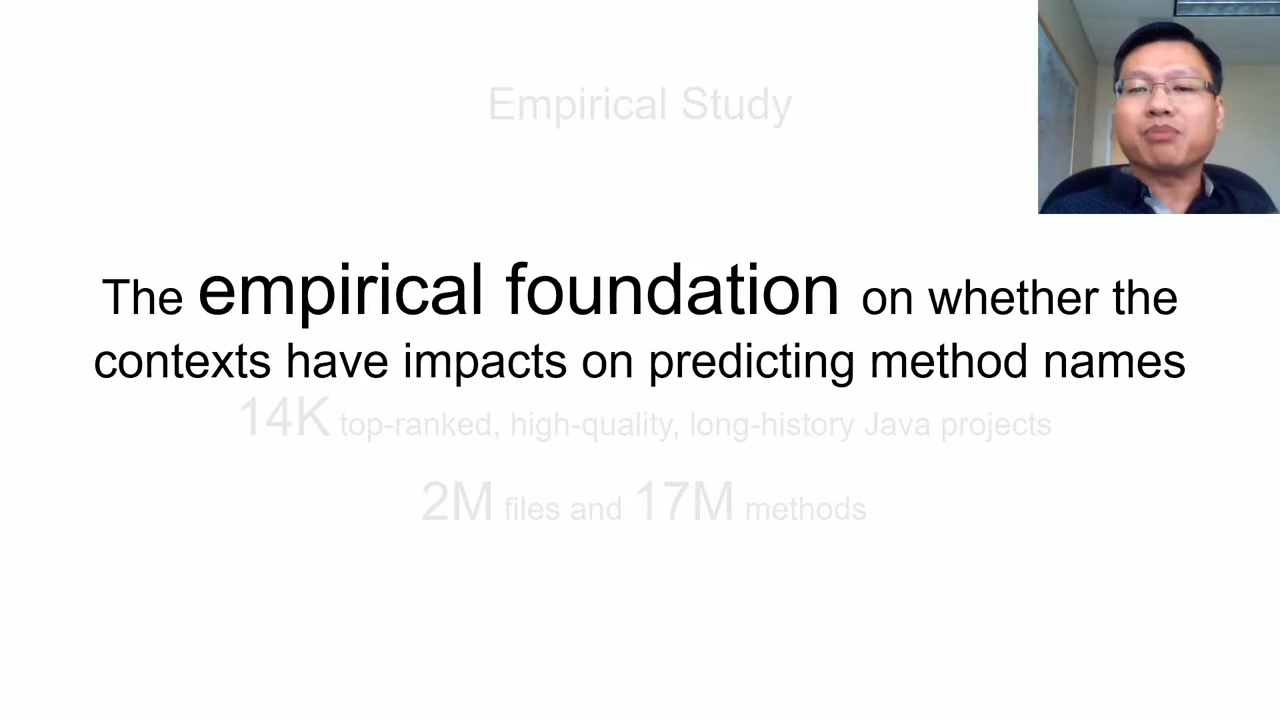 Empirical Study
The empirical foundation on whether the
contexts have impacts on predicting method names
14K top-ranked, high-quality, long-history Java projects
2M files and 17M methods